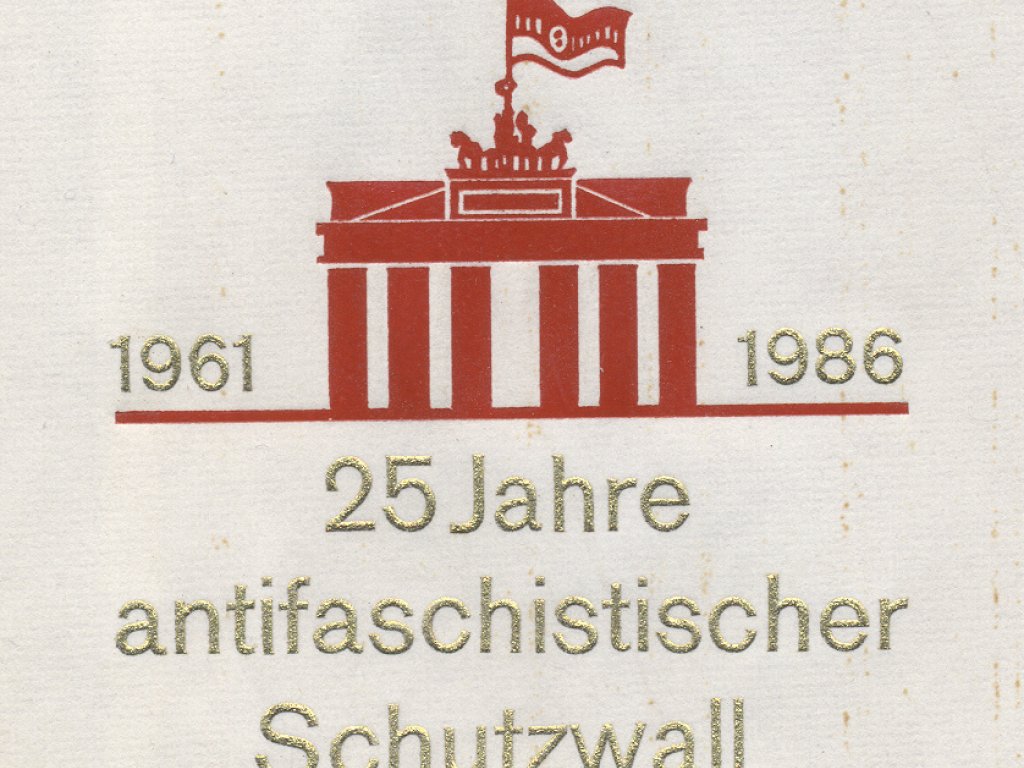 1961
1986
25 Jahre
antifaschistischer
Schutzwall